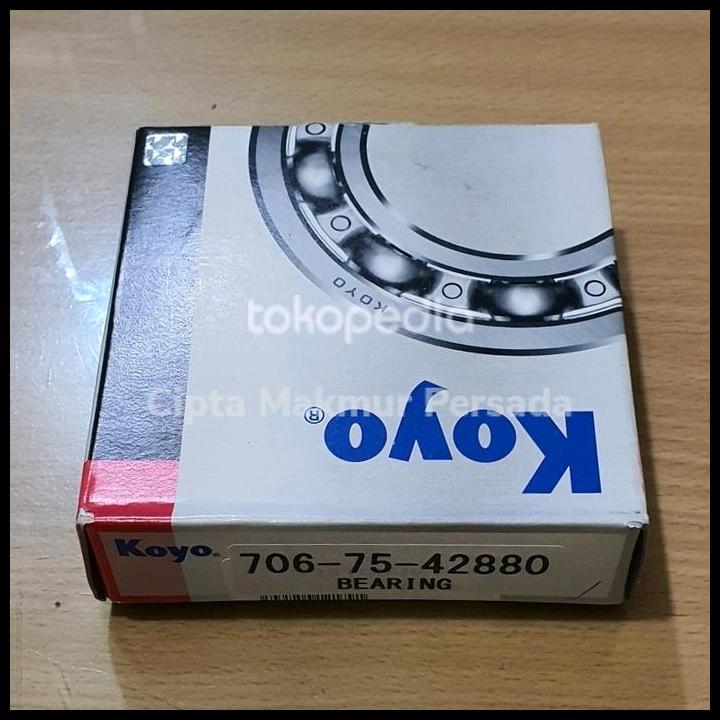 KOYO
tokopedia
Cipta Makmur Persada
Koyo®
Koyo®
706-75-42880
BEARING